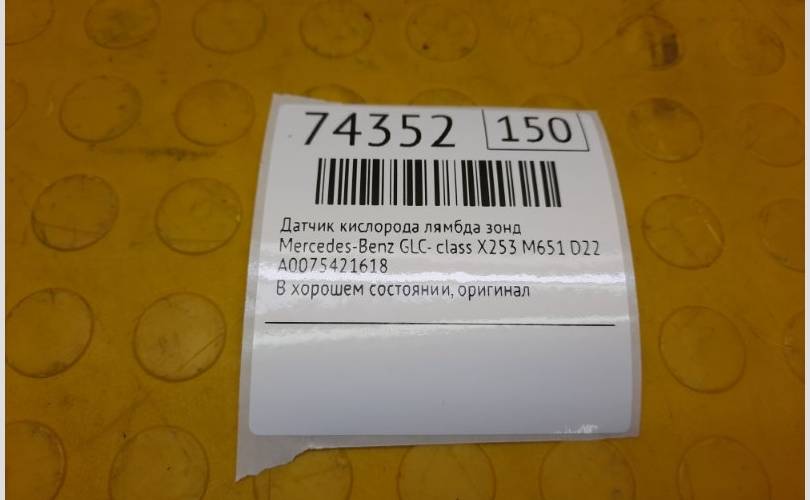 74352 150
Датчик кислорода лямбда зонд
Mercedes-Benz GLC- class X253 M651 D22
A0075421618
В хорошем состоянии, оригинал